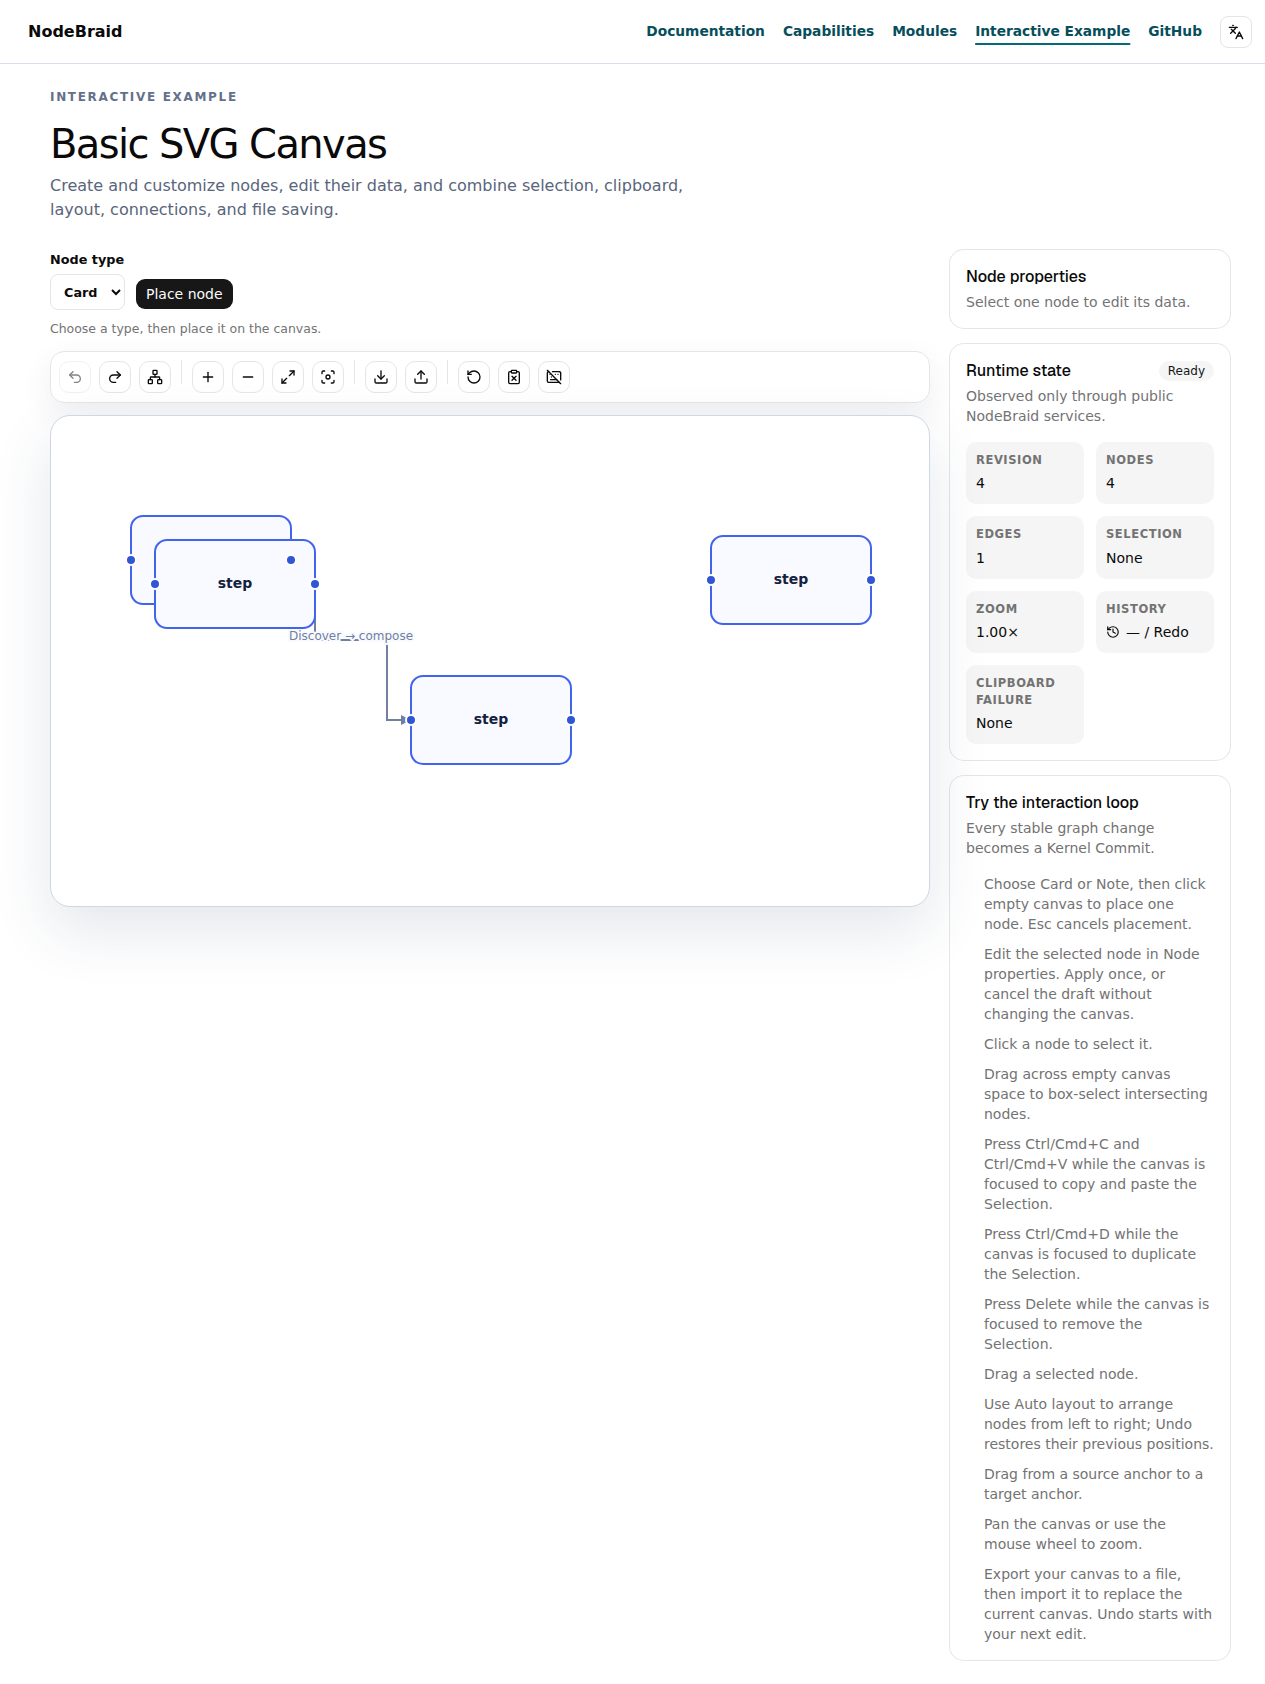 NodeBraid
Documentation Capabilities Modules Interactive Example GitHub
INTERACTIVE EXAMPLE
Basic SVG Canvas
Create and customize nodes, edit their data, and combine selection, clipboard,
layout, connections, and file saving.
Node type
Card
Place node
Choose a type, then place it on the canvas.
step
step
Discover → compose
step
Node properties
Select one node to edit its data.
Runtime state
Ready
Observed only through public
NodeBraid services.
REVISION
4
NODES
4
EDGES
1
SELECTION
None
ZOOM
1.00×
HISTORY
— / Redo
CLIPBOARD
FAILURE
None
Try the interaction loop
Every stable graph change
becomes a Kernel Commit.
Choose Card or Note, then click
empty canvas to place one
node. Esc cancels placement.
Edit the selected node in Node
properties. Apply once, or
cancel the draft without
changing the canvas.
Click a node to select it.
Drag across empty canvas
space to box-select intersecting
nodes.
Press Ctrl/Cmd+C and
Ctrl/Cmd+V while the canvas is
focused to copy and paste the
Selection.
Press Ctrl/Cmd+D while the
canvas is focused to duplicate
the Selection.
Press Delete while the canvas is
focused to remove the
Selection.
Drag a selected node.
Use Auto layout to arrange
nodes from left to right; Undo
restores their previous positions.
Drag from a source anchor to a
target anchor.
Pan the canvas or use the
mouse wheel to zoom.
Export your canvas to a file,
then import it to replace the
current canvas. Undo starts with
your next edit.